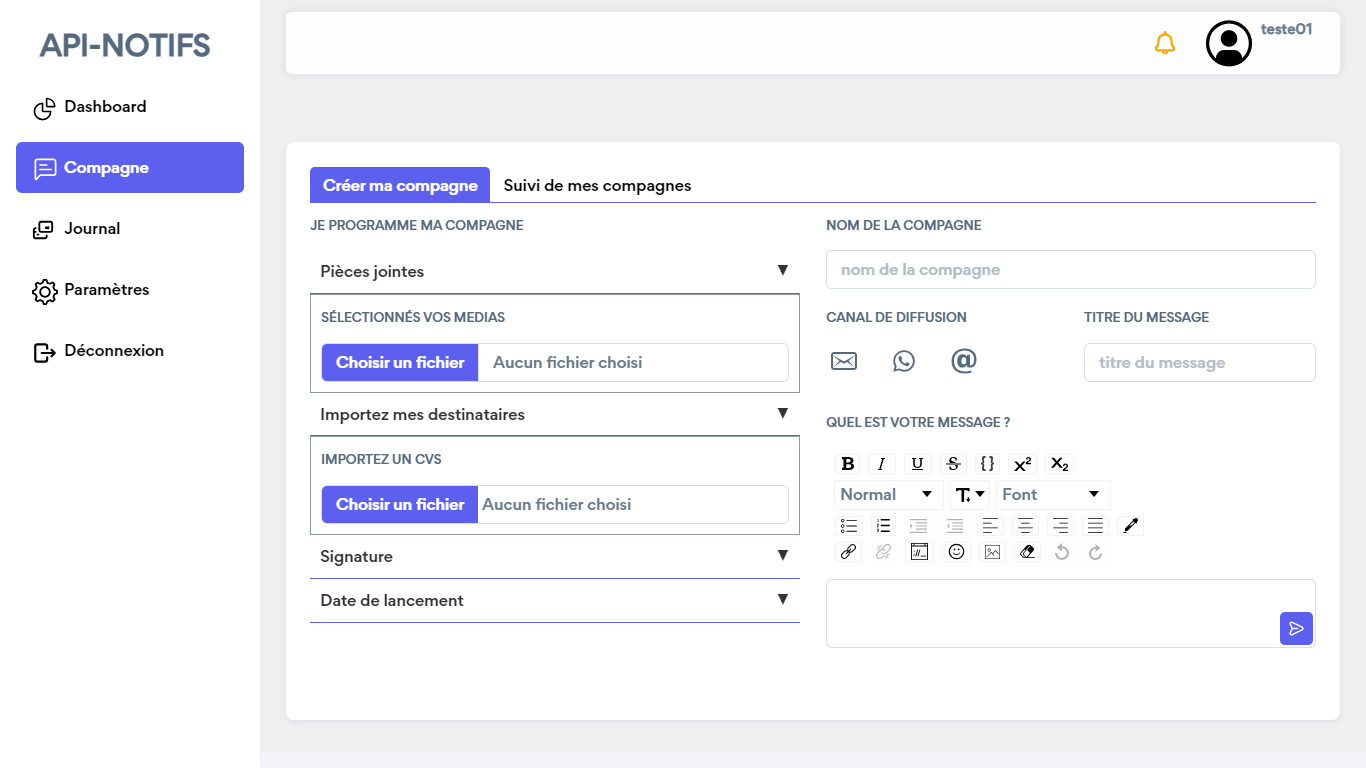 API-NOTIFS
teste01
Dashboard
Compagne
Journal
Paramètres
Déconnexion
Créer ma compagne
Suivi de mes compagnes
JE PROGRAMME MA COMPAGNE
Pièces jointes
SÉLECTIONNÉS VOS MEDIAS
Choisir un fichier Aucun fichier choisi
Importez mes destinataires
IMPORTEZ UN CVS
Choisir un fichier Aucun fichier choisi
Signature
Date de lancement
NOM DE LA COMPAGNE
nom de la compagne
CANAL DE DIFFUSION
TITRE DU MESSAGE
titre du message
QUEL EST VOTRE MESSAGE ?
Normal
Font